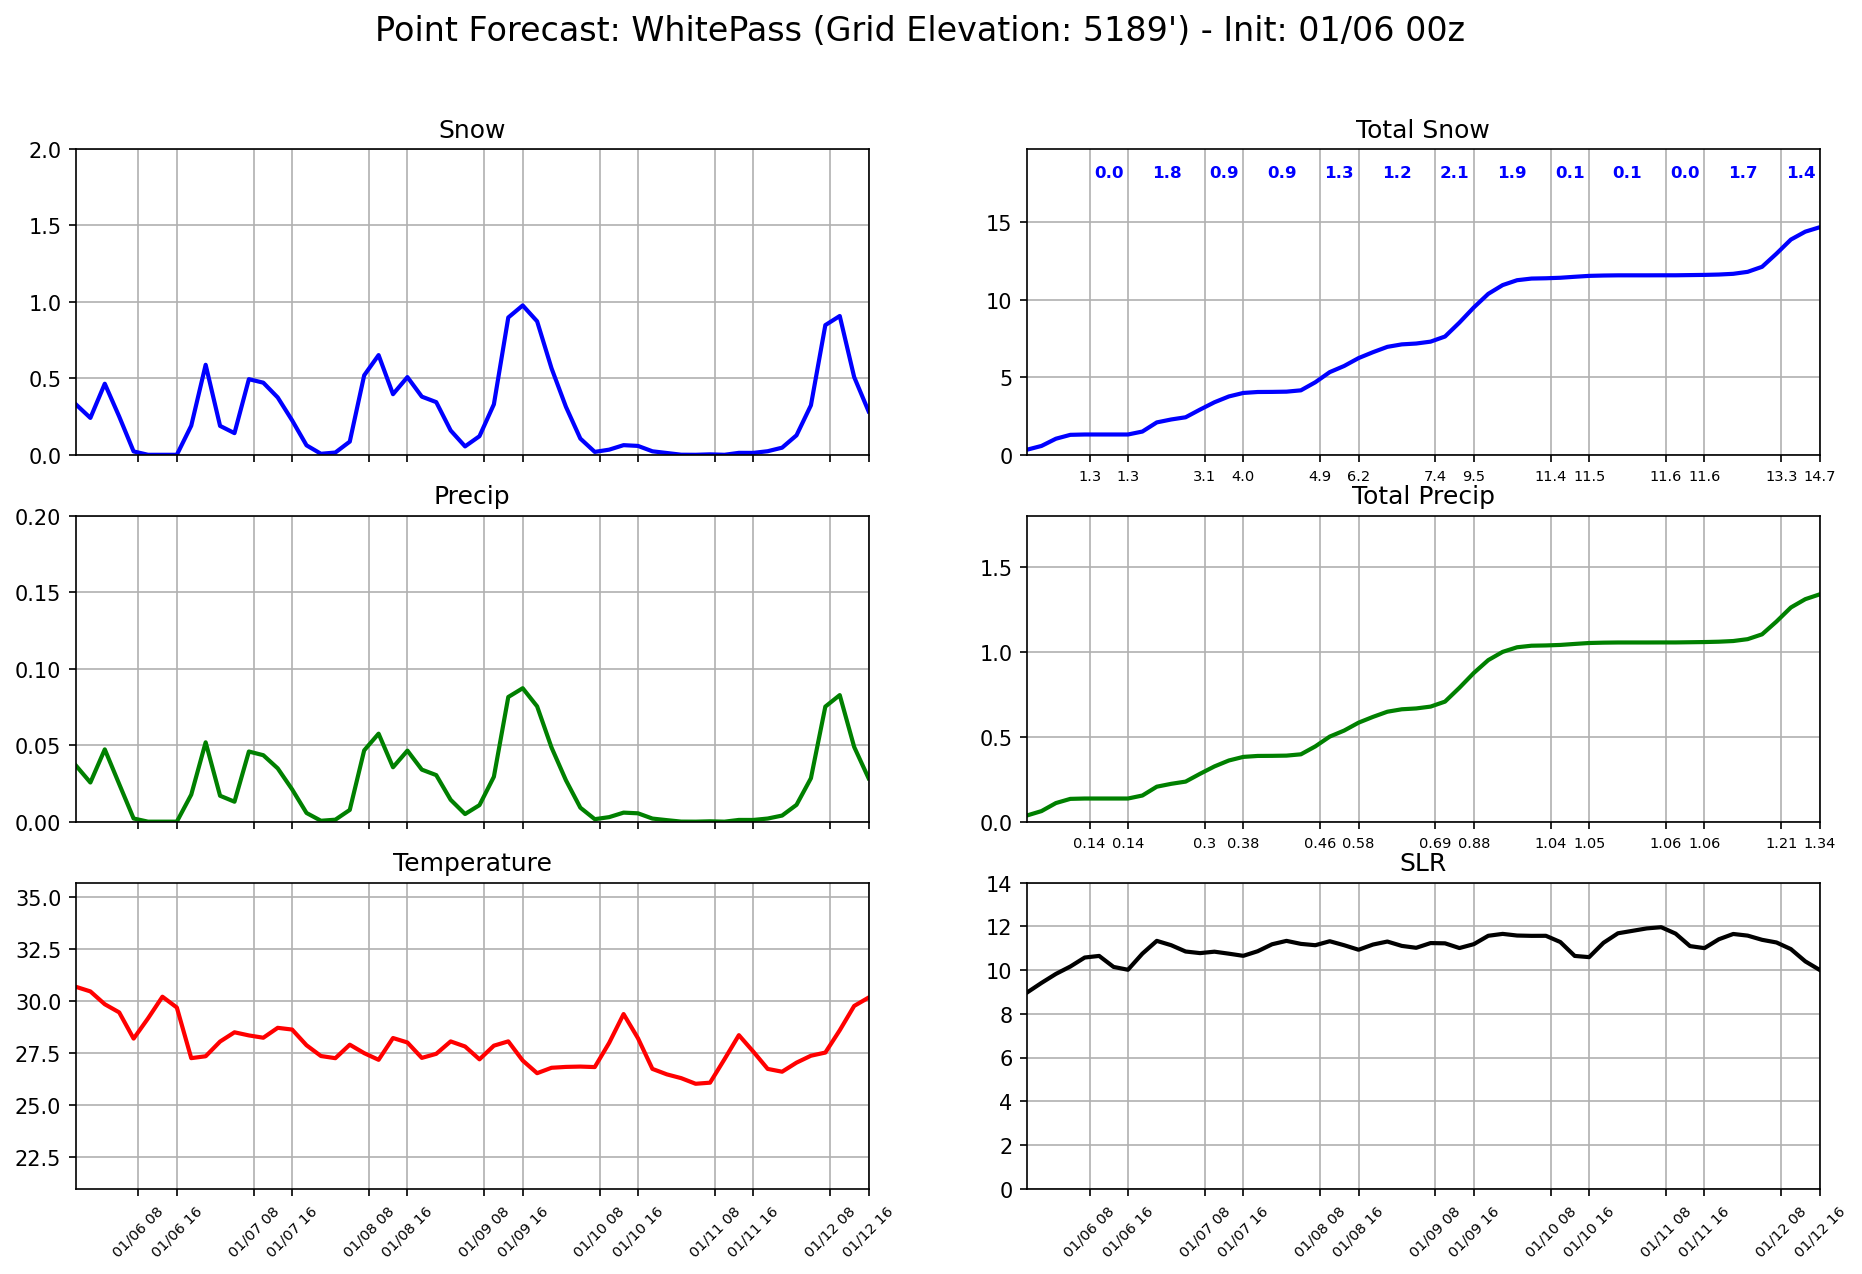 Point Forecast: WhitePass (Grid Elevation: 5189') - Init: 01/06 00z
Snow
2.0
1.5
1.0
0.5
0.0
Total Snow
0.0 1.8 0.9 0.9 1.3 1.2 2.1 1.9 0.1 0.1 0.0 1.7 1.4
15
10
5
0
1.3 1.3 3.1 4.0 4.9 6.2 7.4 9.5 11.4 11.5 11.6 11.6 13.3 14.7
Precip
0.20
0.15
0.10
0.05
0.00
Total Precip
1.5
1.0
0.5
0.0
0.14 0.14 0.3 0.38 0.46 0.58 0.69 0.88 1.04 1.05 1.06 1.06 1.21 1.34
Temperature
35.0
32.5
30.0
27.5
25.0
22.5
01/06 08 01/06 16 01/07 08 01/07 16 01/08 08 01/08 16 01/09 08 01/09 16 01/10 08 01/10 16 01/11 08 01/11 16 01/12 08 01/12 16
SLR
14
12
10
8
6
4
2
0
01/06 08 01/06 16 01/07 08 01/07 16 01/08 08 01/08 16 01/09 08 01/09 16 01/10 08 01/10 16 01/11 08 01/11 16 01/12 08 01/12 16